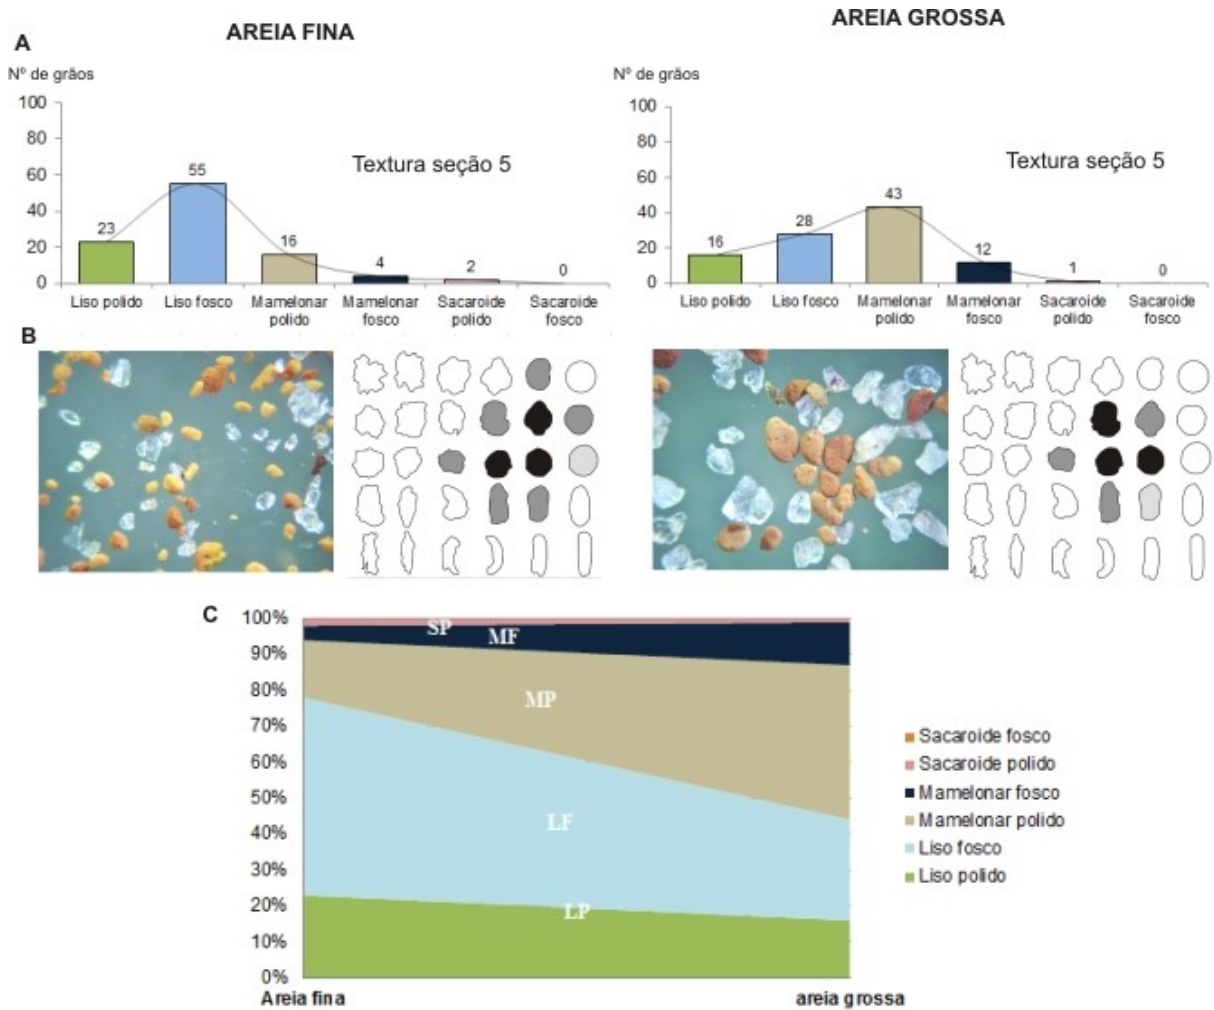 AREIA FINA
AREIA GROSSA
A
Nº de grãos
100
80
60
40
20
0
23
55
16
4
2
0
Textura seção 5
Liso polido
Liso fosco
Mamelonar polido
Mamelonar fosco
Sacaroide polido
Sacaroide fosco
Nº de grãos
100
80
60
40
20
0
16
28
43
12
1
0
Textura seção 5
Liso polido
Liso fosco
Mamelonar polido
Mamelonar fosco
Sacaroide polido
Sacaroide fosco
B
C
100%
90%
80%
70%
60%
50%
40%
30%
20%
10%
0%
SP
MF
MP
LF
LP
Areia fina
areia grossa
Sacaroide fosco
Sacaroide polido
Mamelonar fosco
Mamelonar polido
Liso fosco
Liso polido